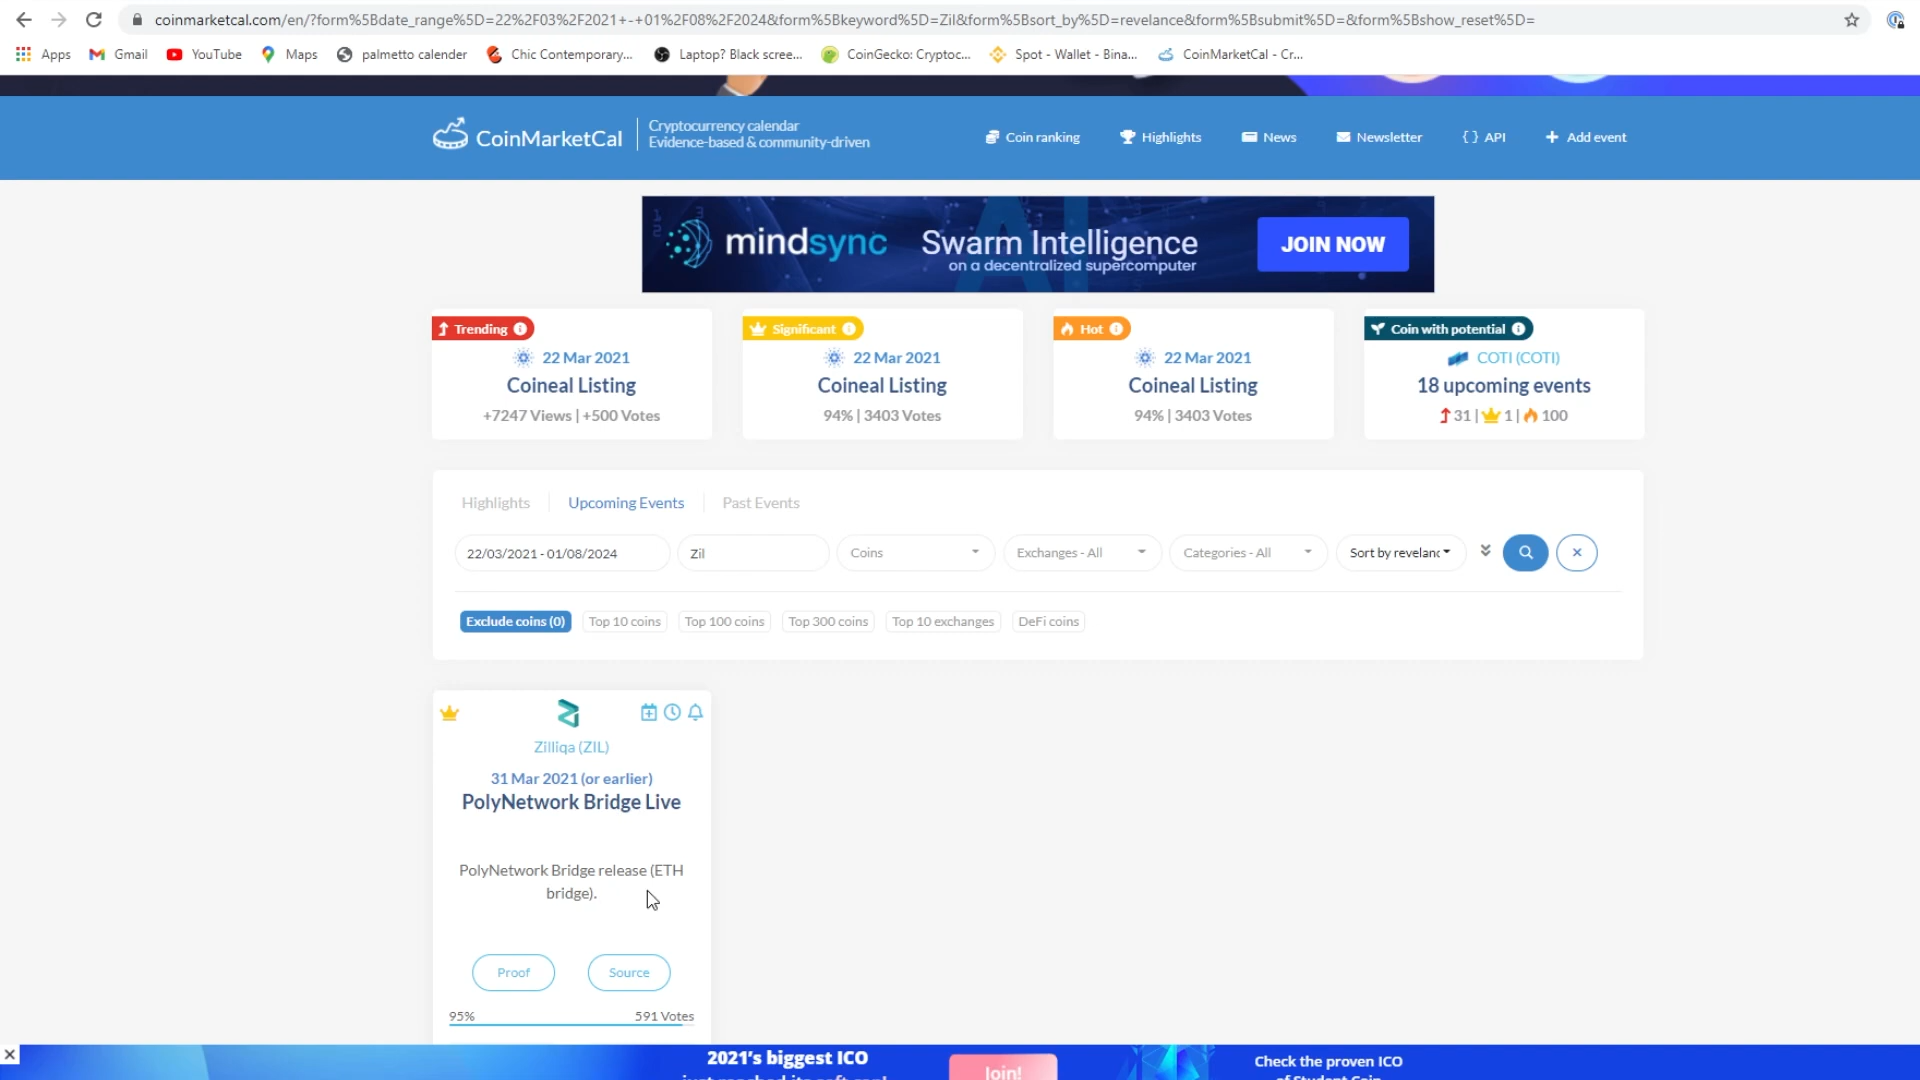 coinmarketcal.com/en/?form%5Bdate_range%5D=22%2F03%2F2021+-+01%2F08%2F2024&form%5Bkeyword%5D=Zil&form%5Bsort_by%5D=revelance&form%5Bsubmit%5D=&form%5Bshow_reset%5D=
Apps Gmail YouTube Maps palmetto calender Chic Contemporary... Laptop? Black scree... CoinGecko: Cryptoc... Spot - Wallet - Bina... CoinMarketCal - Cr...
CoinMarketCal
Cryptocurrency calendar
Evidence-based & community-driven
Coin ranking Highlights News Newsletter {} API + Add event
mindsync
Swarm Intelligence
on a decentralized supercomputer
JOIN NOW
Trending
22 Mar 2021
Coineal Listing
+7247 Views | +500 Votes
Significant
22 Mar 2021
Coineal Listing
94% | 3403 Votes
Hot
22 Mar 2021
Coineal Listing
94% | 3403 Votes
Coin with potential
COTI (COTI)
18 upcoming events
31 | 1 | 100
Highlights Upcoming Events Past Events
22/03/2021 - 01/08/2024 Zil Coins Exchanges - All Categories - All Sort by revelanc
Exclude coins (0) Top 10 coins Top 100 coins Top 300 coins Top 10 exchanges DeFi coins
Zilliqa (ZIL)
31 Mar 2021 (or earlier)
PolyNetwork Bridge Live
PolyNetwork Bridge release (ETH
bridge).
Proof Source
95% 591 Votes
2021's biggest ICO
Join!
Check the proven ICO